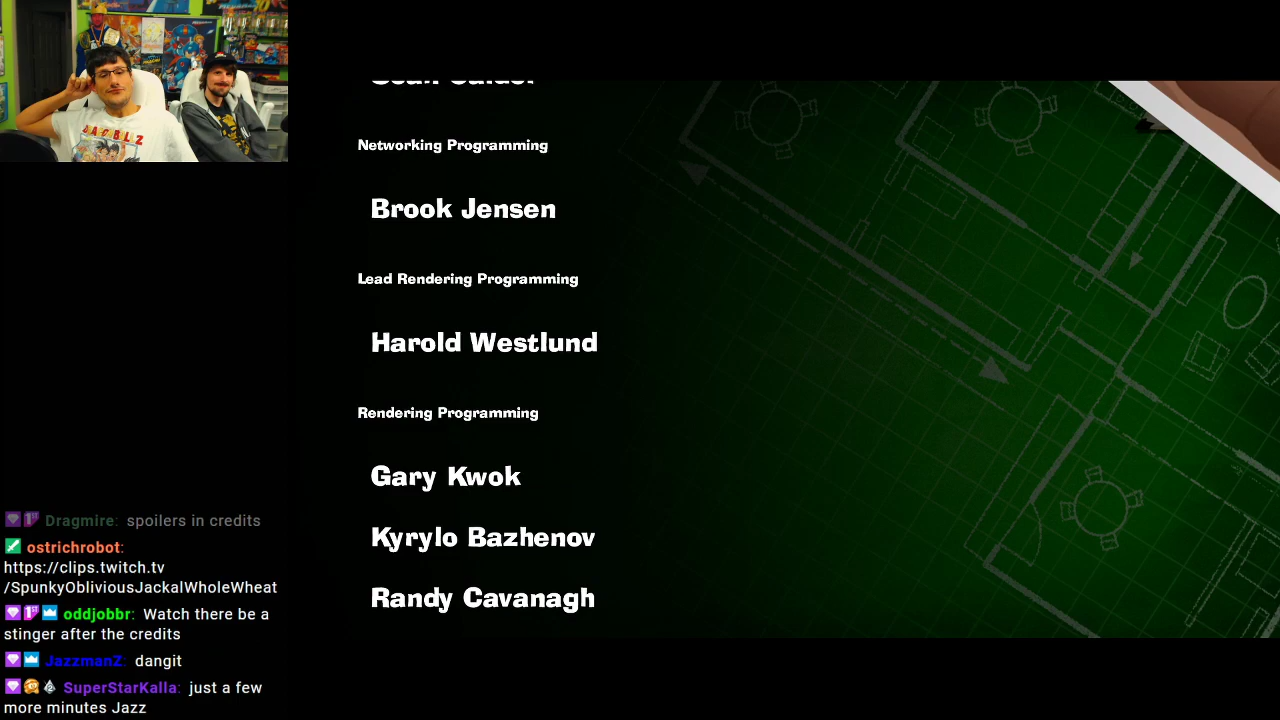 Networking Programming
Brook Jensen
Lead Rendering Programming
Harold Westlund
Rendering Programming
Gary Kwok
Kyrylo Bazhenov
Randy Cavanagh
Dragmire: spoilers in credits
ostrichrobot:
https://clips.twitch.tv
/SpunkyObliviousJackalWholeWheat
oddjobbr: Watch there be a
stinger after the credits
JazzmanZ: dangit
SuperStarKalla: just a few
more minutes Jazz